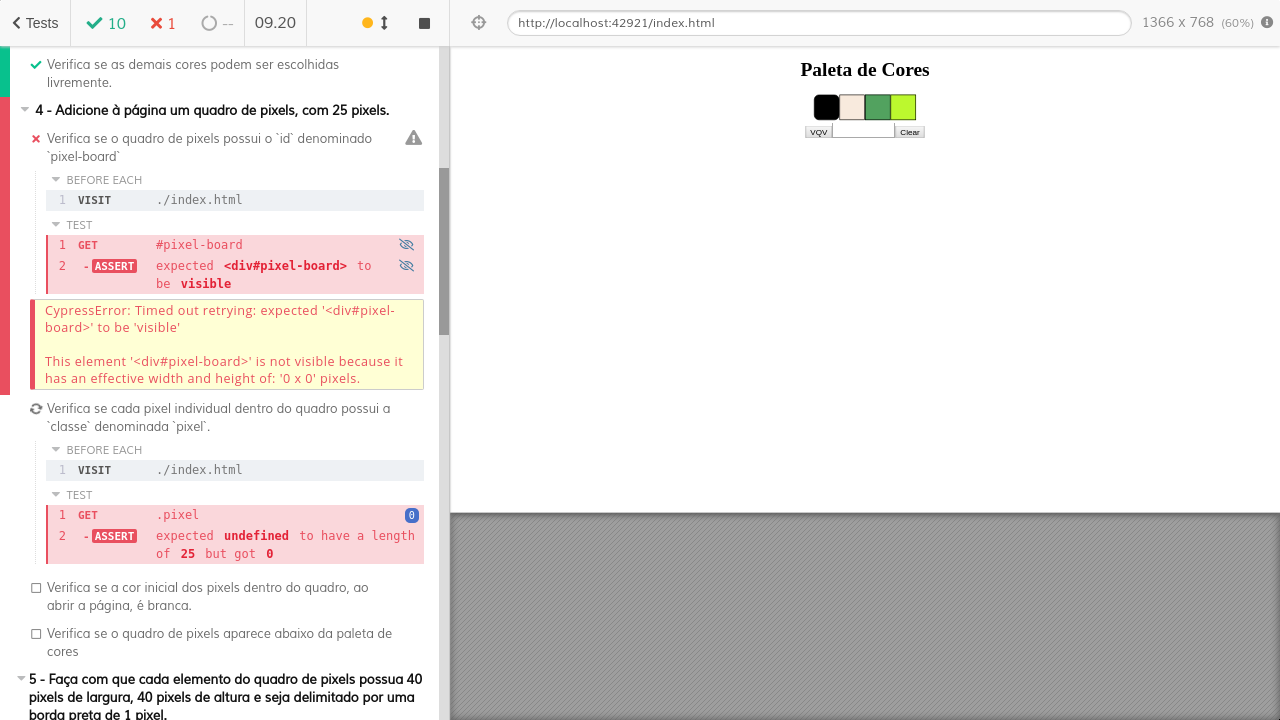 Tests
10
1
--
09.20
http://localhost:42921/index.html
1366 x 768 (60%)
Verifica se as demais cores podem ser escolhidas
livremente.
4 - Adicione à página um quadro de pixels, com 25 pixels.
Verifica se o quadro de pixels possui o `id` denominado
`pixel-board`
BEFORE EACH
1 VISIT ./index.html
TEST
1 GET #pixel-board
2 -ASSERT expected <div#pixel-board> to
be visible
CypressError: Timed out retrying: expected '<div#pixel-
board>' to be 'visible'
This element '<div#pixel-board>' is not visible because it
has an effective width and height of: '0 x 0' pixels.
Verifica se cada pixel individual dentro do quadro possui a
`classe` denominada `pixel`.
BEFORE EACH
1 VISIT ./index.html
TEST
1 GET .pixel 0
2 -ASSERT expected undefined to have a length
of 25 but got 0
Verifica se a cor inicial dos pixels dentro do quadro, ao
abrir a página, é branca.
Verifica se o quadro de pixels aparece abaixo da paleta de
cores
5 - Faça com que cada elemento do quadro de pixels possua 40
pixels de largura, 40 pixels de altura e seja delimitado por uma
borda preta de 1 pixel.
Paleta de Cores
VQV
Clear